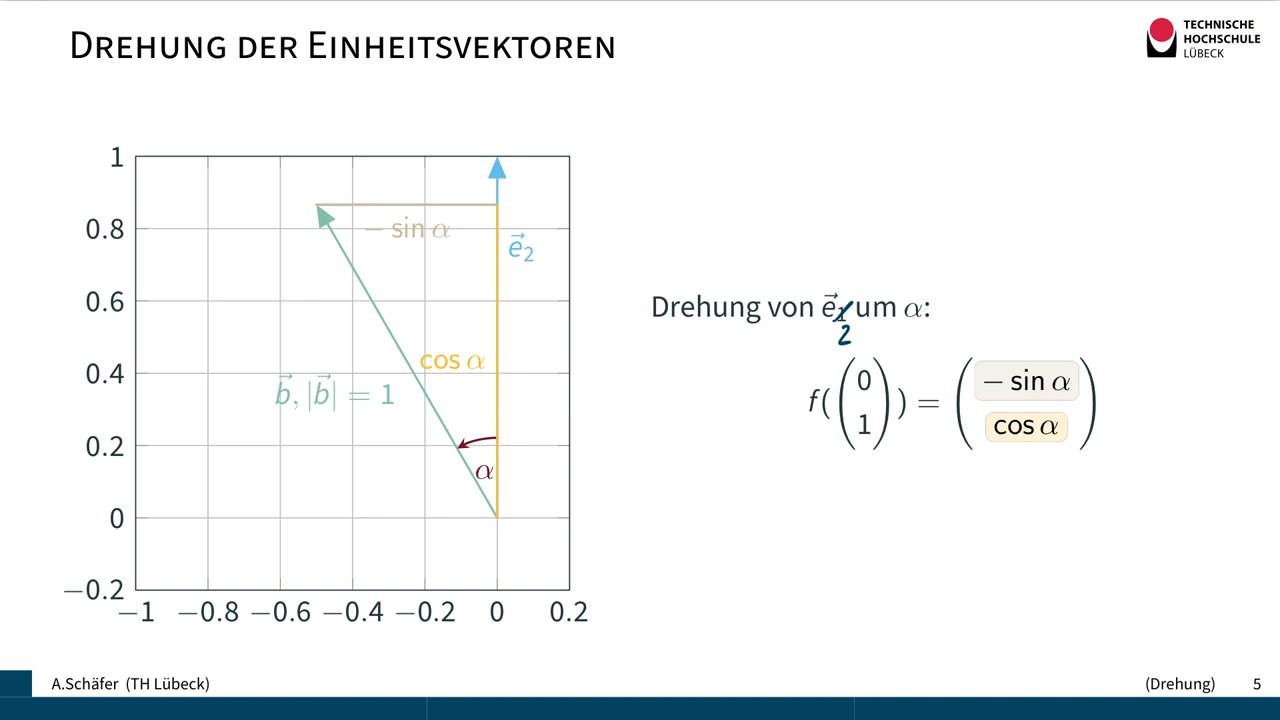 DREHUNG DER EINHEITSVEKTOREN
TECHNISCHE
HOCHSCHULE
LÜBECK
1
0.8
0.6
0.4
0.2
0
−0.2
−1 −0.8 −0.6 −0.4 −0.2 0 0.2
− sin α
e⃗₂
cos α
b⃗, |b⃗| = 1
α
Drehung von e⃗₁ um α:
2
f((0 1)) = (− sin α cos α)
A.Schäfer (TH Lübeck)
(Drehung) 5